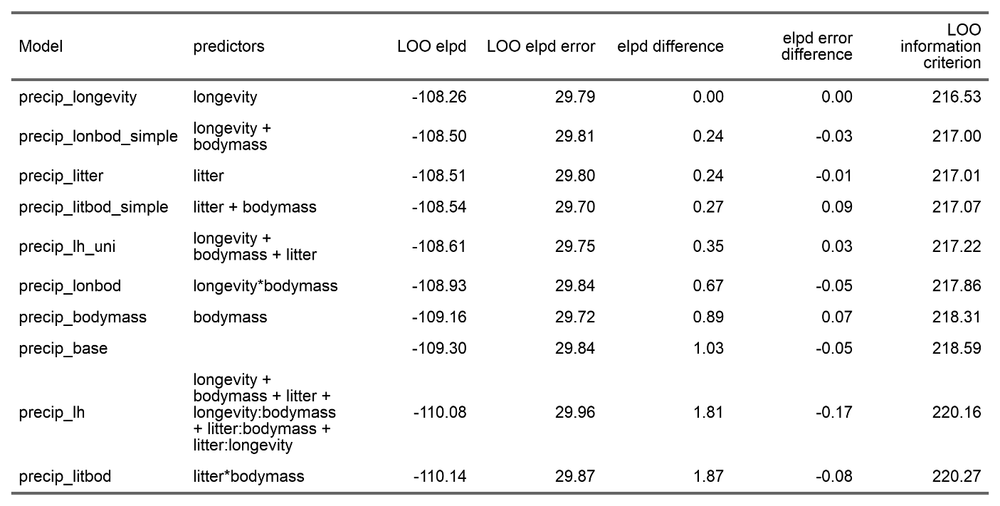 Model predictors LOO elpd LOO elpd error elpd difference elpd error difference LOO information criterion
precip_longevity longevity -108.26 29.79 0.00 0.00 216.53
precip_lonbod_simple longevity + bodymass -108.50 29.81 0.24 -0.03 217.00
precip_litter litter -108.51 29.80 0.24 -0.01 217.01
precip_litbod_simple litter + bodymass -108.54 29.70 0.27 0.09 217.07
precip_lh_uni longevity + bodymass + litter -108.61 29.75 0.35 0.03 217.22
precip_lonbod longevity*bodymass -108.93 29.84 0.67 -0.05 217.86
precip_bodymass bodymass -109.16 29.72 0.89 0.07 218.31
precip_base -109.30 29.84 1.03 -0.05 218.59
precip_lh longevity + bodymass + litter + longevity:bodymass + litter:bodymass + litter:longevity -110.08 29.96 1.81 -0.17 220.16
precip_litbod litter*bodymass -110.14 29.87 1.87 -0.08 220.27